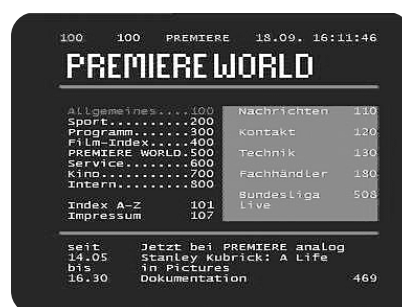 100 100 PREMIERE 18.09. 16:11:46
PREMIERE WORLD
Allgemeines....100 Nachrichten 110
Sport..........200
Programm.......300 Kontakt 120
Film-Index.....400
PREMIERE WORLD.500 Technik 130
Service........600
Kino...........700 Fachhändler 180
Intern.........800
Bundesliga 508
Index A-Z 101 Live
Impressum 107
seit Jetzt bei PREMIERE analog
14.05 Stanley Kubrick: A Life
bis in Pictures
16.30 Dokumentation 469